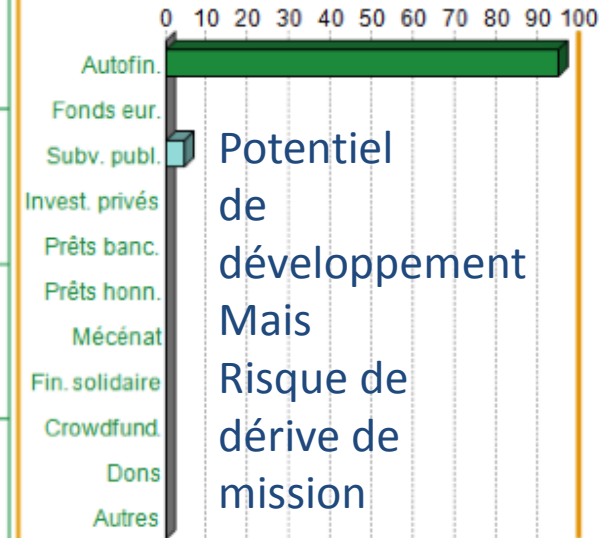 0 10 20 30 40 50 60 70 80 90 100
Autofin.
Fonds eur.
Subv. publ.
Invest. privés
Prêts banc.
Prêts honn.
Mécénat
Fin. solidaire
Crowdfund.
Dons
Autres
Potentiel
de
développement
Mais
Risque de
dérive de
mission